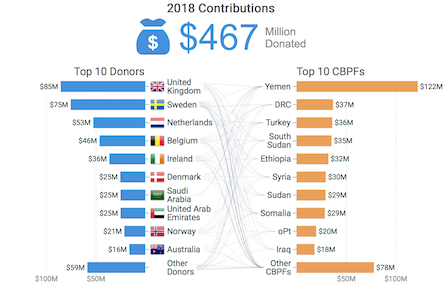 2018 Contributions
$
$467
Million
Donated
Top 10 Donors
$85M
United
Kingdom
$75M
Sweden
$53M
Netherlands
$46M
Belgium
$36M
Ireland
$25M
Denmark
$25M
Saudi
Arabia
$25M
United Arab
Emirates
$21M
Norway
$16M
Australia
$59M
Other
Donors
$100M
$50M
Top 10 CBPFs
Yemen
$122M
DRC
$37M
Turkey
$36M
South
Sudan
$35M
Ethiopia
$32M
Syria
$30M
Sudan
$29M
Somalia
$29M
oPt
$20M
Iraq
$18M
Other
CBPFs
$78M
$50M
$100M